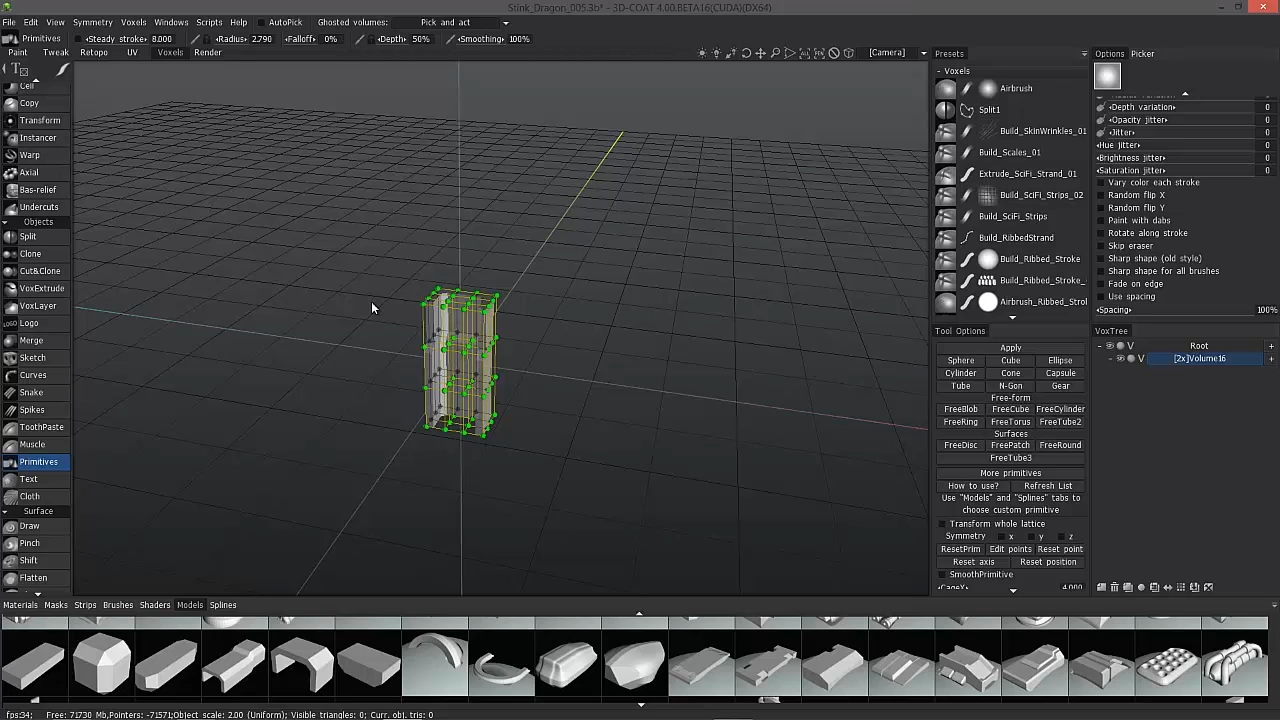 Stink_Dragon_005.3b* - 3D-COAT 4.00.BETA16(CUDA)(DX64)
File Edit View Symmetry Voxels Windows Scripts Help AutoPick Ghosted volumes: Pick and act
Primitives Steady stroke 8.000 Radius 2.790 Falloff 0% Depth 50% Smoothing 100%
Paint Tweak Retopo UV Voxels Render [Camera]
Cell
Copy
Transform
Instancer
Warp
Axial
Bas-relief
Undercuts
Objects
Split
Clone
Cut&Clone
VoxExtrude
VoxLayer
Logo
Merge
Sketch
Curves
Snake
Spikes
ToothPaste
Muscle
Primitives
Text
Cloth
Surface
Draw
Pinch
Shift
Flatten
Presets
Voxels
Airbrush
Split1
Build_SkinWrinkles_01
Build_Scales_01
Extrude_SciFi_Strand_01
Build_SciFi_Strips_02
Build_SciFi_Strips
Build_RibbedStrand
Build_Ribbed_Stroke
Build_Ribbed_Stroke_
Airbrush_Ribbed_Strol
Tool Options
Apply
Sphere Cube Ellipse
Cylinder Cone Capsule
Tube N-Gon Gear
Free-form
FreeBlob FreeCube FreeCylinder
FreeRing FreeTorus FreeTube2
Surfaces
FreeDisc FreePatch FreeRound
FreeTube3
More primitives
How to use? Refresh List
Use "Models" and "Splines" tabs to
choose custom primitive
Transform whole lattice
Symmetry x y z
ResetPrim Edit points Reset point
Reset axis Reset position
SmoothPrimitive
CageX 4.000
Options Picker
Depth variation 0
Opacity jitter 0
Jitter 0
Hue jitter 0
Brightness jitter 0
Saturation jitter 0
Vary color each stroke
Random flip X
Random flip Y
Paint with dabs
Rotate along stroke
Skip eraser
Sharp shape (old style)
Sharp shape for all brushes
Fade on edge
Use spacing
Spacing 100%
VoxTree
V Root +
V [2x]Volume16 +
Materials Masks Strips Brushes Shaders Models Splines
fps:34; Free: 71730 Mb,Pointers: -71571;Object scale: 2.00 (Uniform); Visible triangles: 0; Curr. obj. tris: 0